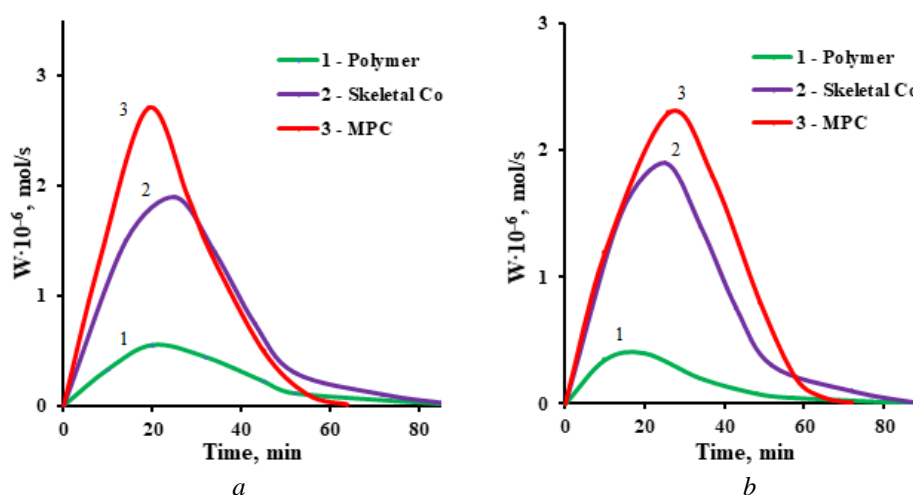 W·10⁻⁶, mol/s
3
2
1
0
1 - Polymer
2 - Skeletal Co
3 - MPC
3
2
1
0
20
40
60
80
Time, min
a
W·10⁻⁶, mol/s
3
2
1
0
1 - Polymer
2 - Skeletal Co
3 - MPC
3
2
1
0
20
40
60
80
Time, min
b